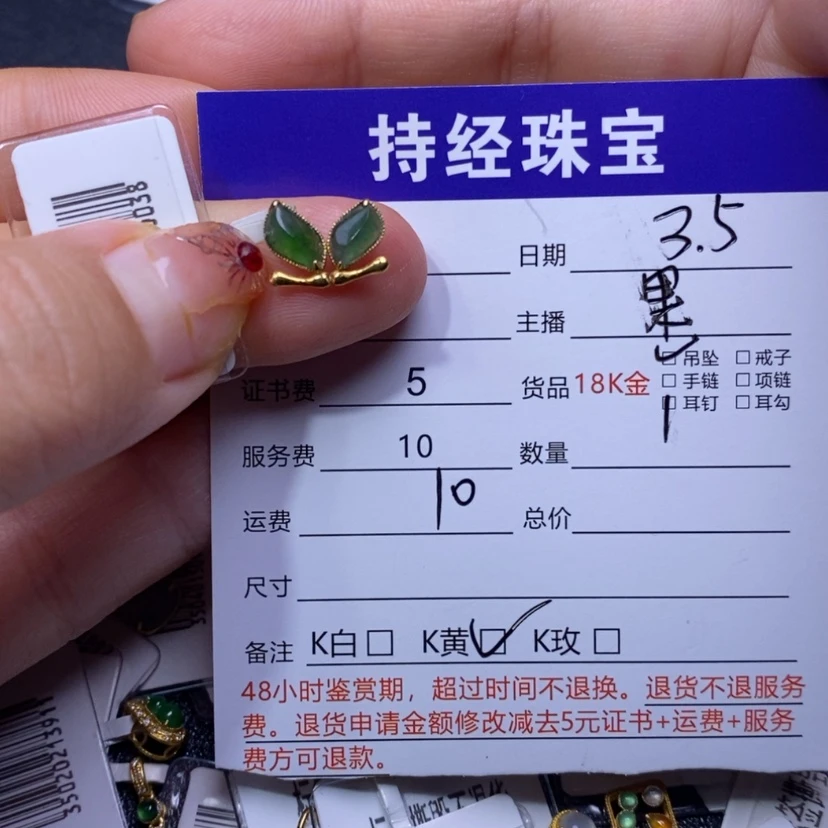 持经珠宝
日期 3.5
主播 果
证书费 5 货品 18K金 吊坠 戒子
手链 项链
耳钉 耳勾
服务费 10 数量 1
运费 10 总价
尺寸
备注 K白 K黄 K玫
48小时鉴赏期，超过时间不退换。退货不退服务
费。退货申请金额修改减去5元证书+运费+服务
费方可退款。